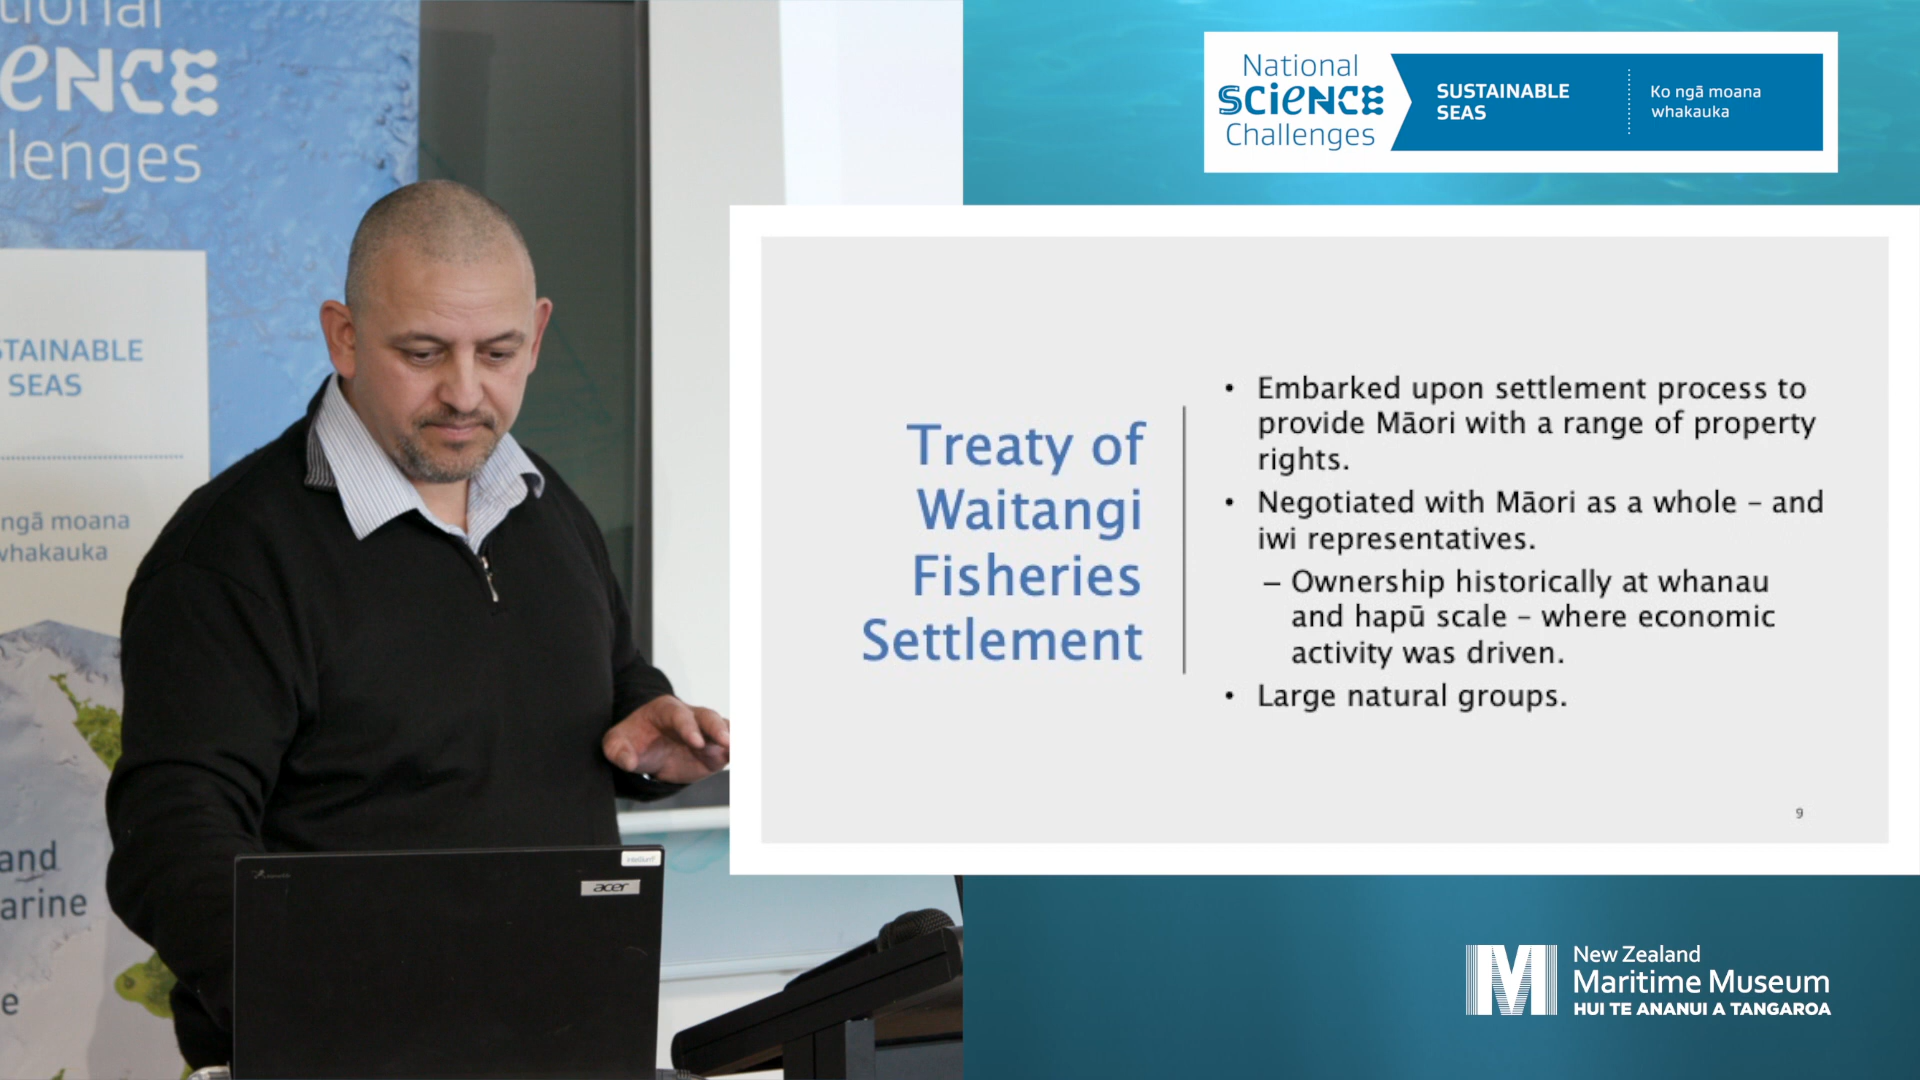 tional
eNCE
lenges
STAINABLE
SEAS
ngā moana
whakauka
and
arine
e
acer
National
SCieNCE
Challenges
SUSTAINABLE
SEAS
Ko ngā moana
whakauka
Treaty of
Waitangi
Fisheries
Settlement
• Embarked upon settlement process to
provide Māori with a range of property
rights.
• Negotiated with Māori as a whole – and
iwi representatives.
– Ownership historically at whanau
and hapū scale – where economic
activity was driven.
• Large natural groups.
9
M
New Zealand
Maritime Museum
HUI TE ANANUI A TANGAROA